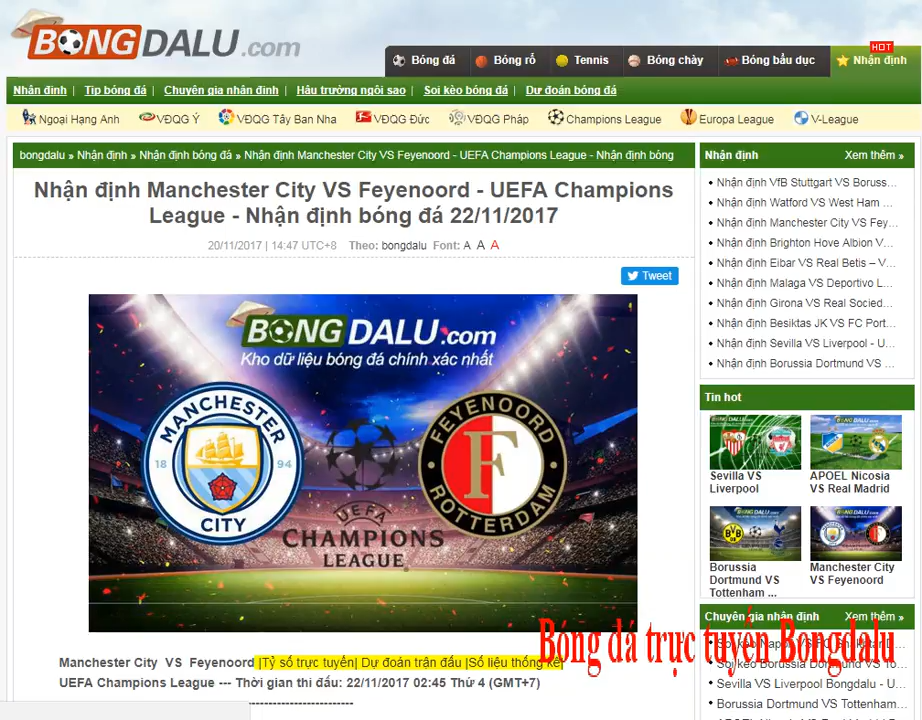 BONGDALU.com
Bóng đá Bóng rổ Tennis Bóng chày Bóng bầu dục HOT Nhận định
Nhận định | Tip bóng đá | Chuyên gia nhân định | Hậu trường ngôi sao | Soi kèo bóng đá | Dự đoán bóng đá
Ngoại Hạng Anh VĐQG Ý VĐQG Tây Ban Nha VĐQG Đức VĐQG Pháp Champions League Europa League V-League
bongdalu » Nhận định » Nhận định bóng đá » Nhận định Manchester City VS Feyenoord - UEFA Champions League - Nhận định bóng
Nhận định Manchester City VS Feyenoord - UEFA Champions
League - Nhận định bóng đá 22/11/2017
20/11/2017 | 14:47 UTC+8 Theo: bongdalu Font: A A A
Tweet
BONGDALU.com
Kho dữ liệu bóng đá chính xác nhất
MANCHESTER
18 94
CITY
FEYENOORD
F
ROTTERDAM
UEFA
CHAMPIONS
LEAGUE
Manchester City VS Feyenoord |Tỷ số trực tuyến| Dự đoán trận đấu |Số liệu thống kê|
UEFA Champions League --- Thời gian thi đấu: 22/11/2017 02:45 Thứ 4 (GMT+7)
Nhận định Xem thêm »
Nhận định VfB Stuttgart VS Boruss...
Nhận định Watford VS West Ham ...
Nhận định Manchester City VS Fey...
Nhận định Brighton Hove Albion V...
Nhận định Eibar VS Real Betis – V...
Nhận định Malaga VS Deportivo L...
Nhận định Girona VS Real Socied...
Nhận định Besiktas JK VS FC Port...
Nhận định Sevilla VS Liverpool - U...
Nhận định Borussia Dortmund VS ...
Tin hot
Sevilla VS
Liverpool
APOEL Nicosia
VS Real Madrid
Borussia
Dortmund VS
Tottenham ...
Manchester City
VS Feyenoord
Chuyên gia nhân định Xem thêm »
Bóng đá trực tuyến Bongdalu
Soi kèo Borussia Dortmund VS To...
Sevilla VS Liverpool Bongdalu - U...
Borussia Dortmund VS Tottenham...